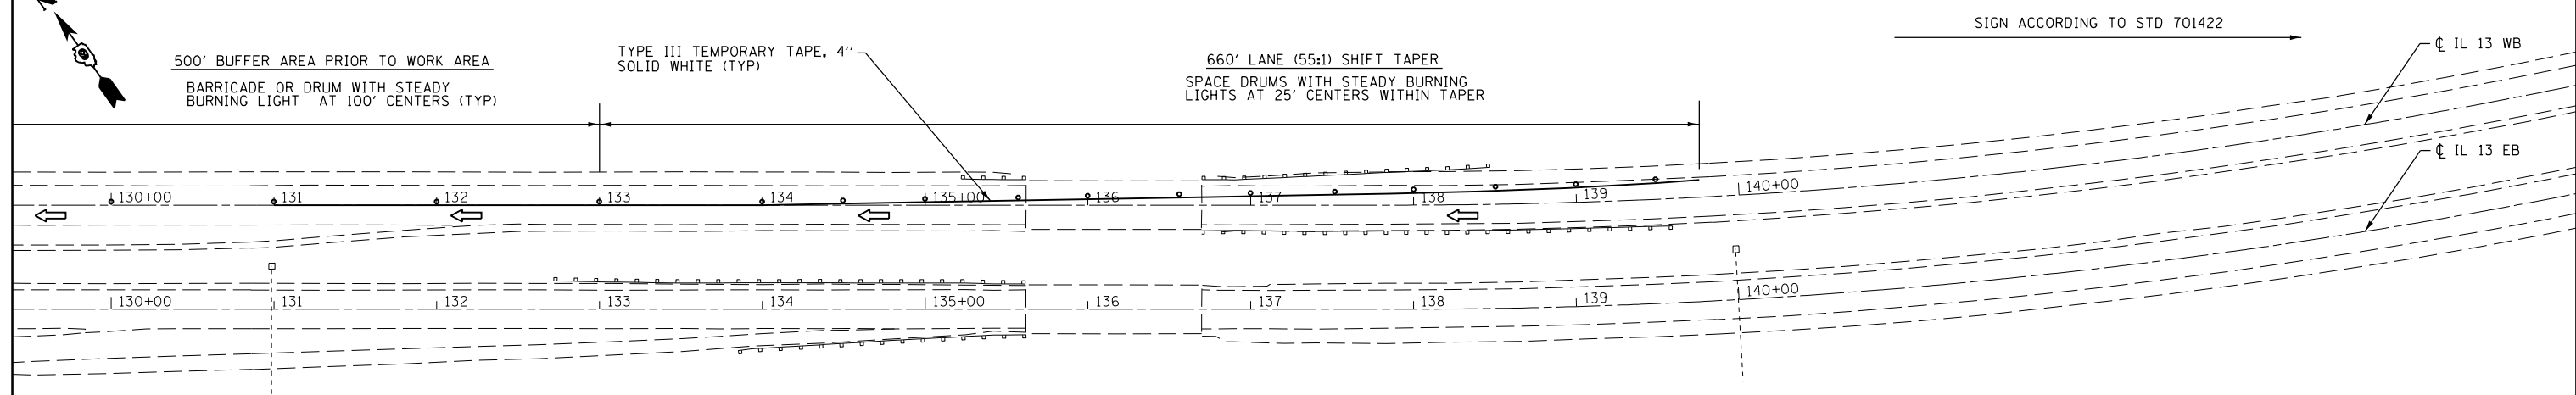 SIGN ACCORDING TO STD 701422
500' BUFFER AREA PRIOR TO WORK AREA
BARRICADE OR DRUM WITH STEADY
BURNING LIGHT AT 100' CENTERS (TYP)
TYPE III TEMPORARY TAPE, 4''
SOLID WHITE (TYP)
660' LANE (55:1) SHIFT TAPER
SPACE DRUMS WITH STEADY BURNING
LIGHTS AT 25' CENTERS WITHIN TAPER
℄ IL 13 WB
℄ IL 13 EB
130+00 131 132 133 134 135+00 136 137 138 139 140+00
130+00 131 132 133 134 135+00 136 137 138 139 140+00